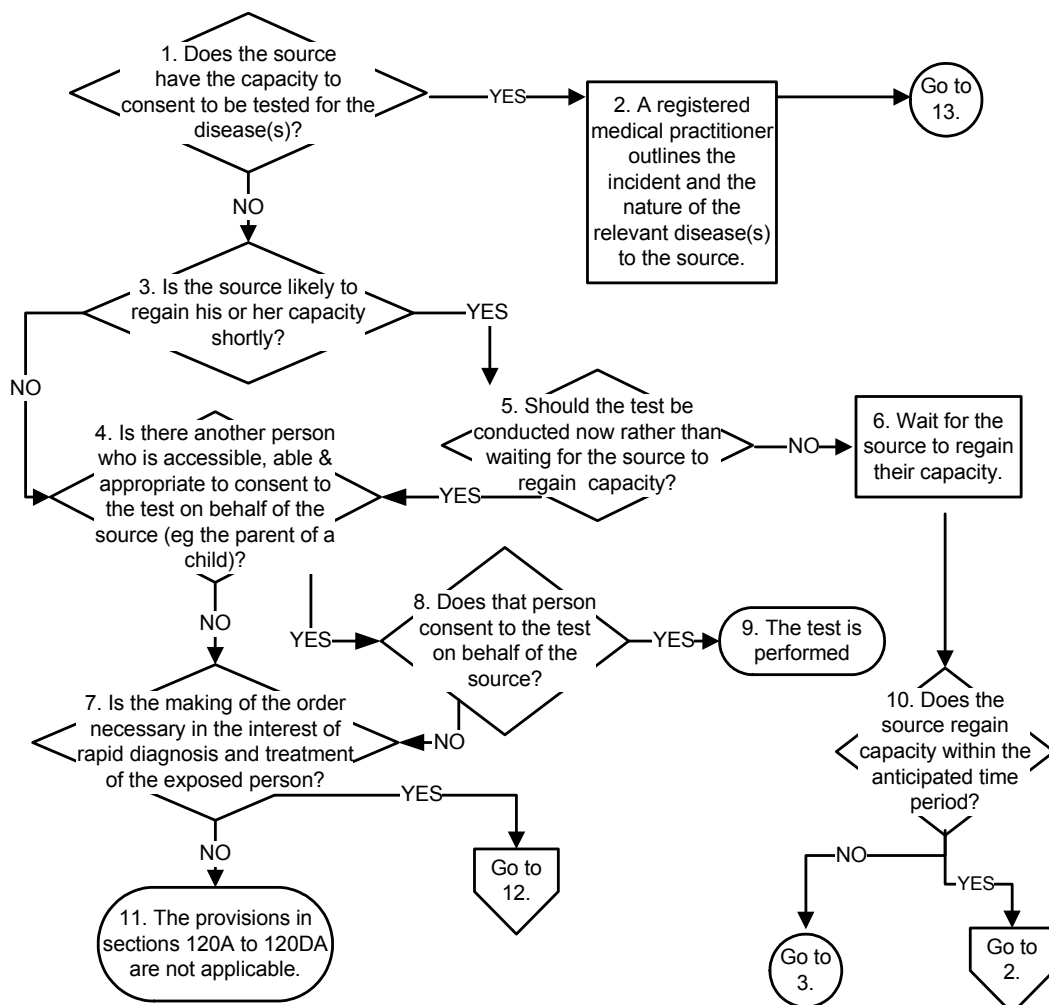 1. Does the source
have the capacity to
consent to be tested for the
disease(s)?
YES
2. A registered
medical practitioner
outlines the
incident and the
nature of the
relevant disease(s)
to the source.
Go to
13.
NO
3. Is the source likely to
regain his or her capacity
shortly?
YES
NO
5. Should the test be
conducted now rather than
waiting for the source to
regain capacity?
NO
6. Wait for the
source to regain
their capacity.
YES
4. Is there another person
who is accessible, able &
appropriate to consent to
the test on behalf of the
source (eg the parent of a
child)?
NO
YES
8. Does that person
consent to the test
on behalf of the
source?
YES
9. The test is
performed
NO
7. Is the making of the order
necessary in the interest of
rapid diagnosis and treatment
of the exposed person?
YES
Go to
12.
NO
11. The provisions in
sections 120A to 120DA
are not applicable.
10. Does the
source regain
capacity within the
anticipated time
period?
NO
YES
Go to
3.
Go to
2.